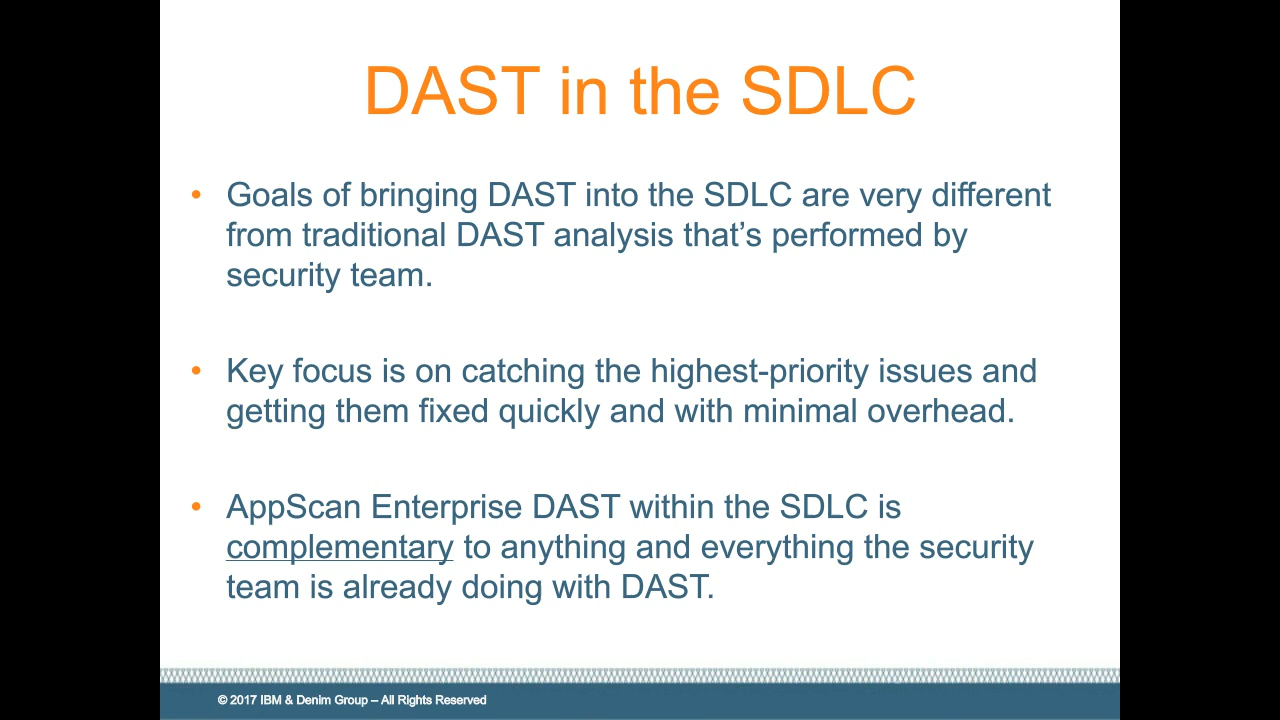 DAST in the SDLC
• Goals of bringing DAST into the SDLC are very different
from traditional DAST analysis that’s performed by
security team.
• Key focus is on catching the highest-priority issues and
getting them fixed quickly and with minimal overhead.
• AppScan Enterprise DAST within the SDLC is
complementary to anything and everything the security
team is already doing with DAST.
© 2017 IBM & Denim Group – All Rights Reserved